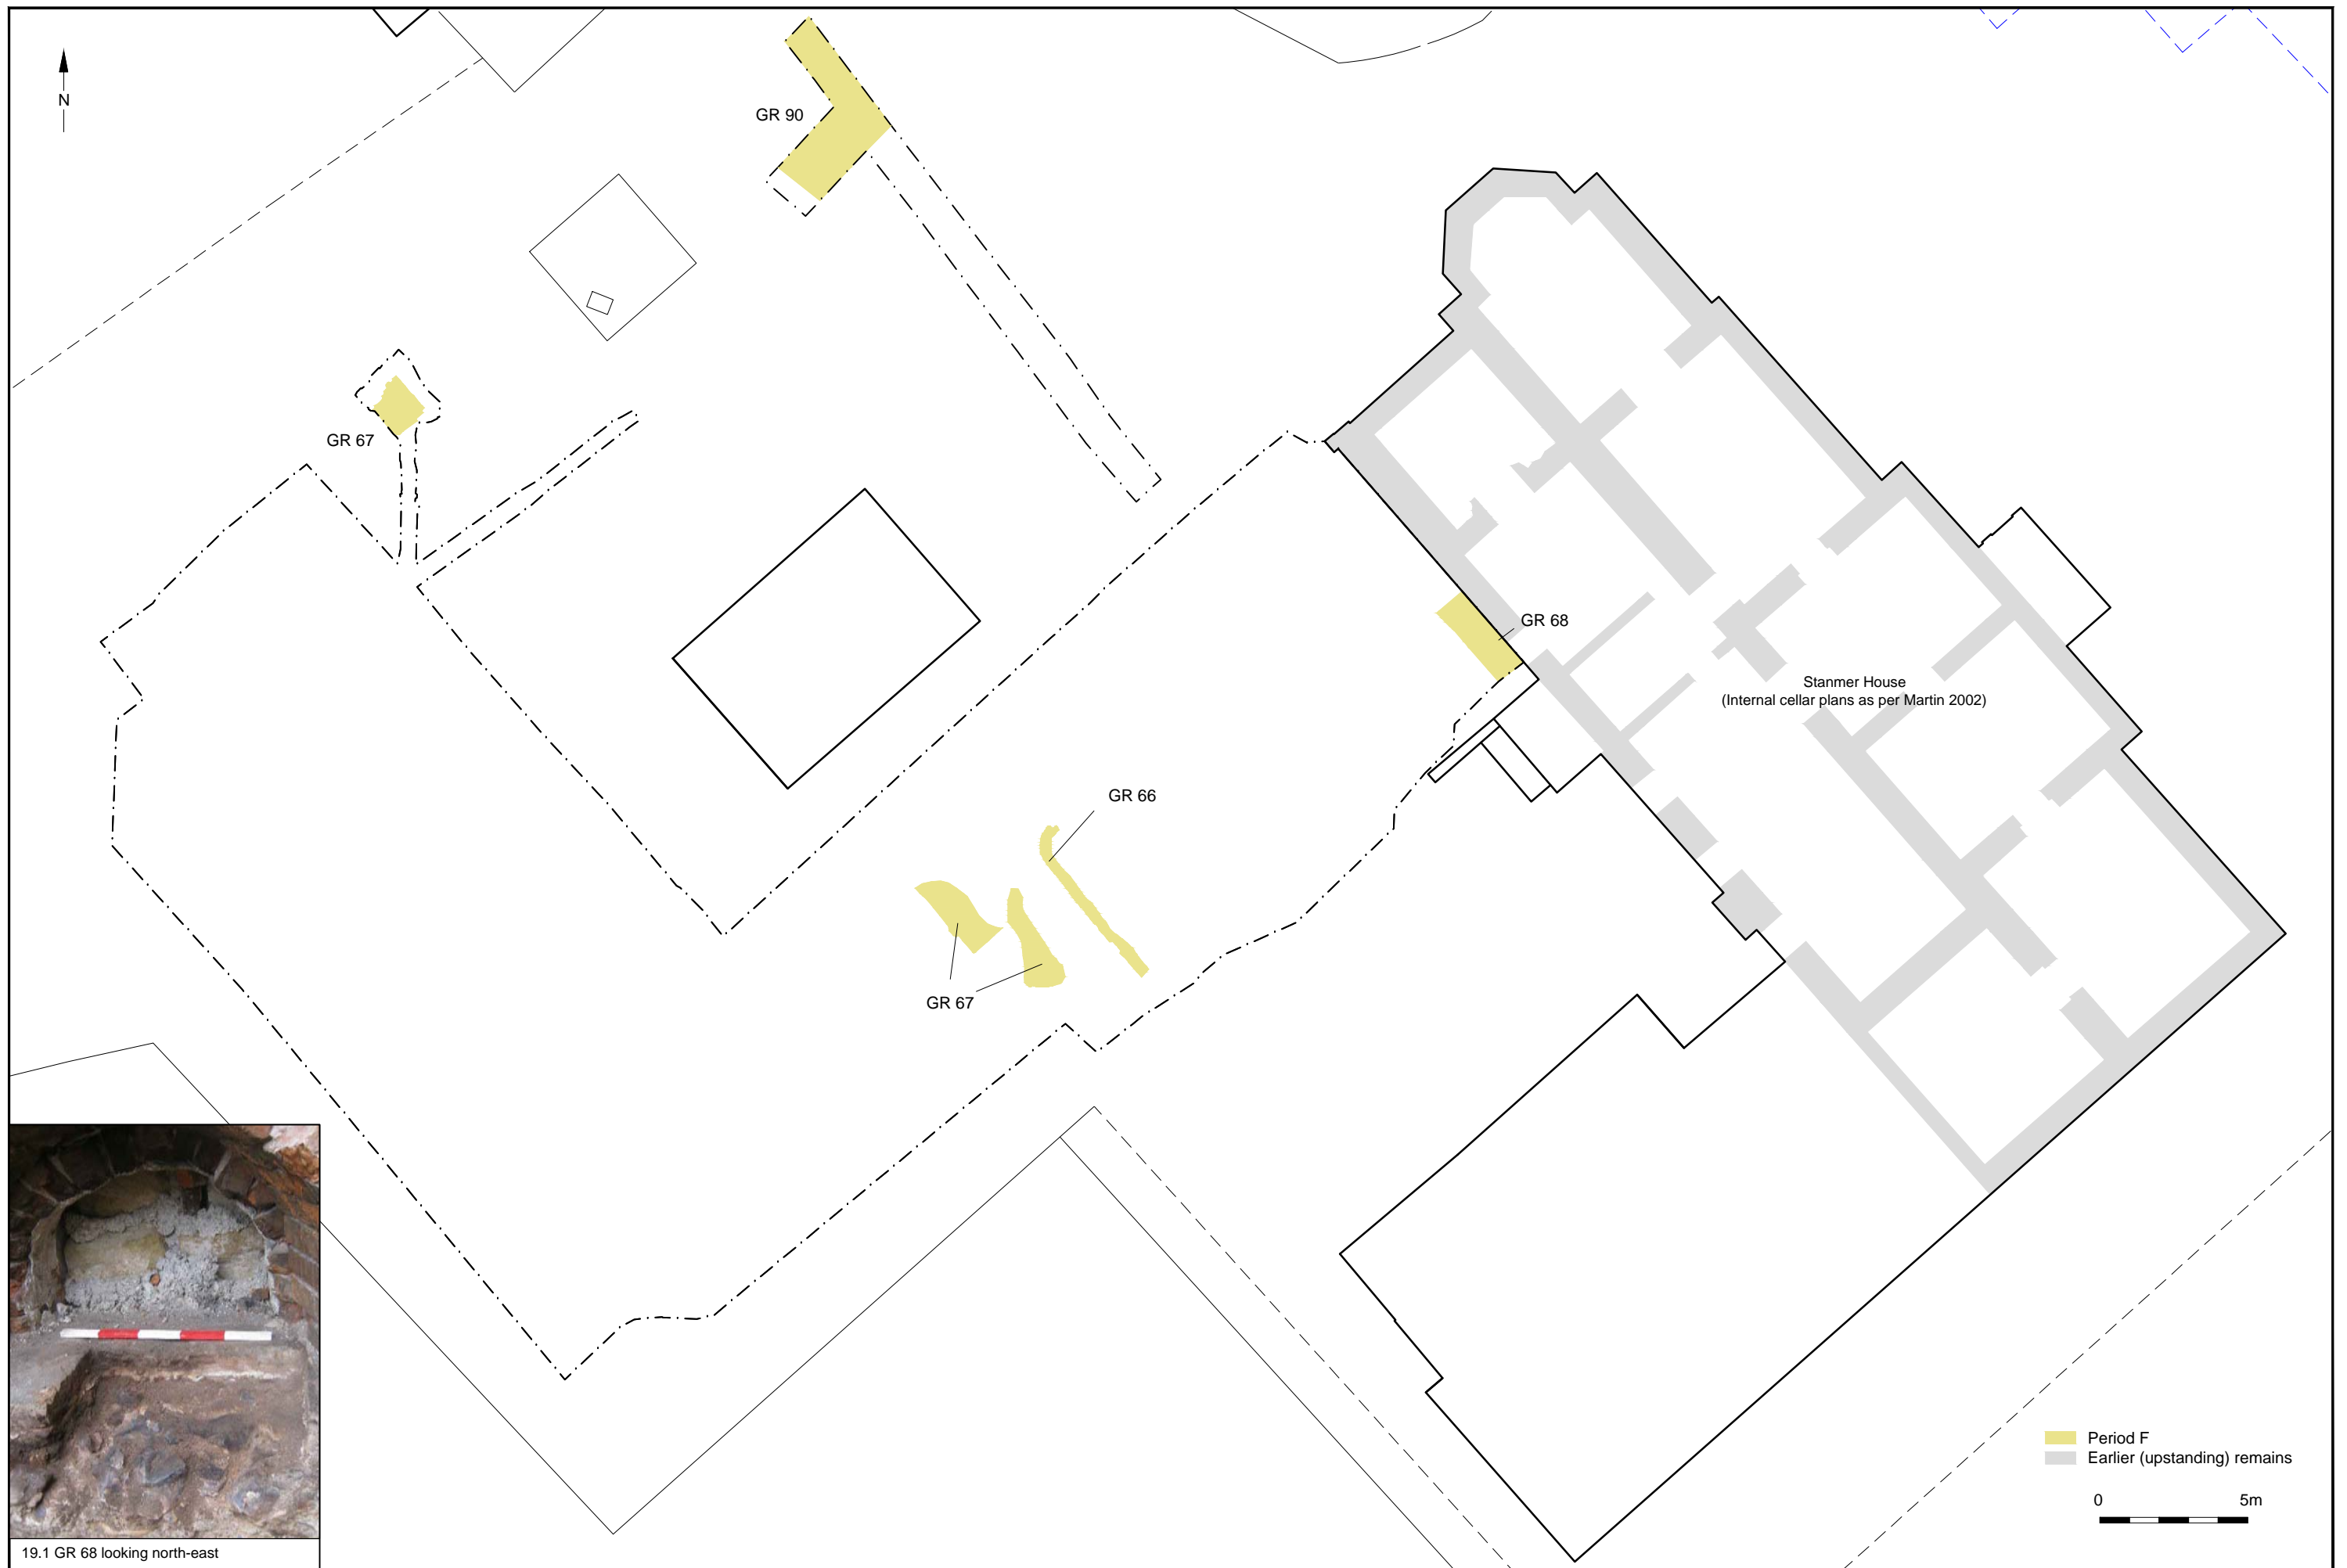 N
GR 90
GR 67
GR 68
Stanmer House
(Internal cellar plans as per Martin 2002)
GR 66
GR 67
Period F
Earlier (upstanding) remains
0 5m
19.1 GR 68 looking north-east